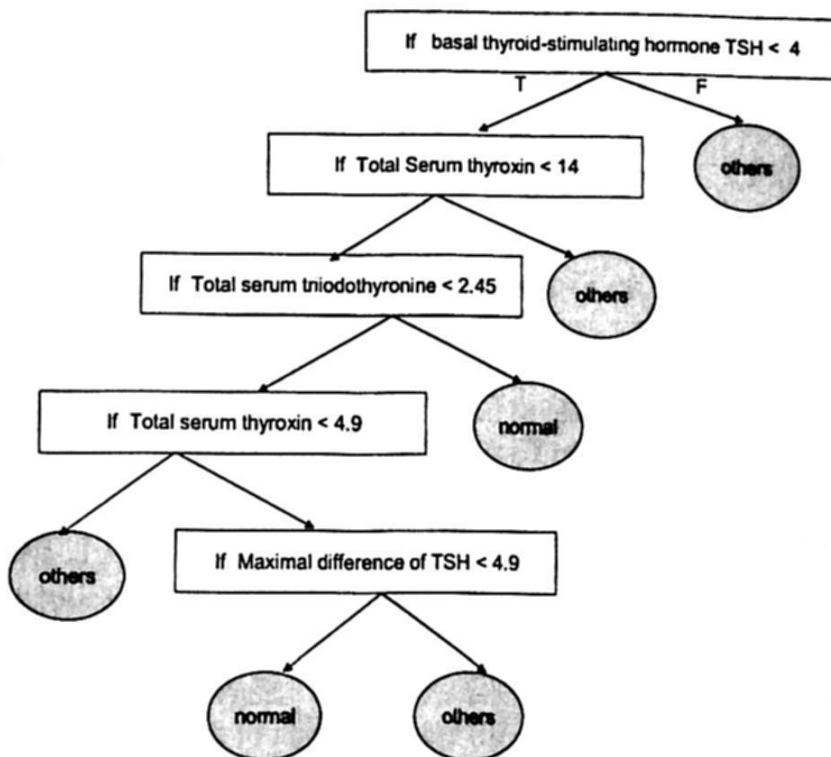 If basal thyroid-stimulating hormone TSH < 4
T
F
If Total Serum thyroxin < 14
others
If Total serum tniodothyronine < 2.45
others
If Total serum thyroxin < 4.9
normal
others
If Maximal difference of TSH < 4.9
normal
others